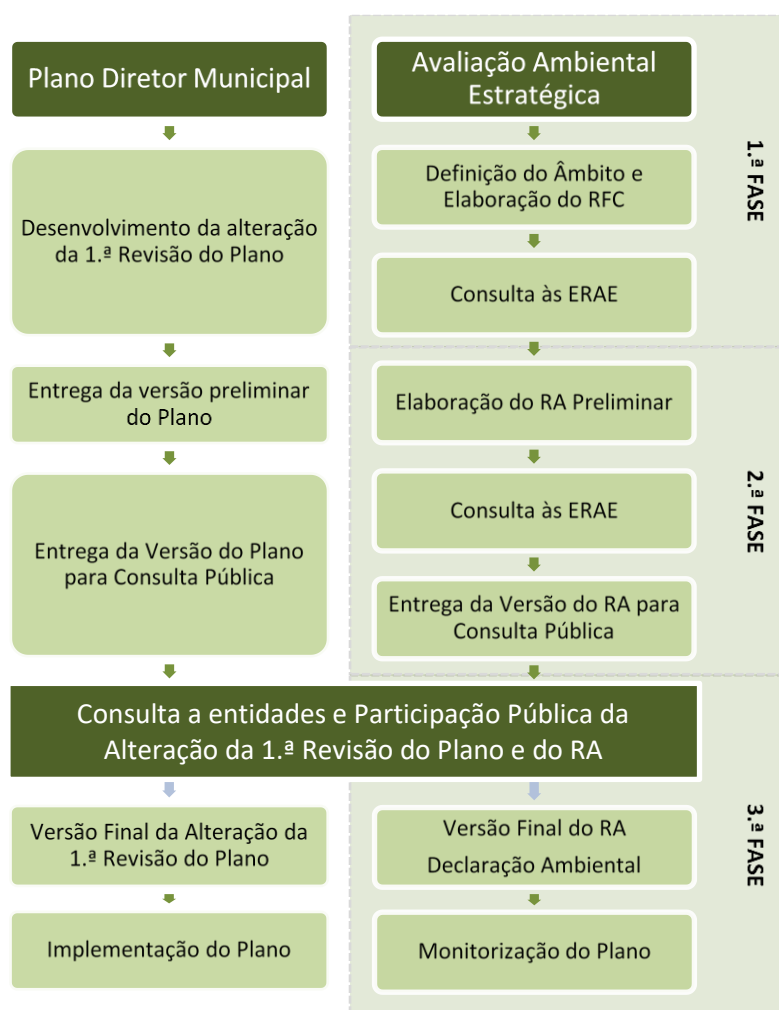 Plano Diretor Municipal
Desenvolvimento da alteração
da 1.ª Revisão do Plano
Entrega da versão preliminar
do Plano
Entrega da Versão do Plano
para Consulta Pública
Avaliação Ambiental
Estratégica
Definição do Âmbito e
Elaboração do RFC
Consulta às ERAE
1.ª FASE
Elaboração do RA Preliminar
Consulta às ERAE
Entrega da Versão do RA para
Consulta Pública
2.ª FASE
Consulta a entidades e Participação Pública da
Alteração da 1.ª Revisão do Plano e do RA
Versão Final da Alteração da
1.ª Revisão do Plano
Implementação do Plano
Versão Final do RA
Declaração Ambiental
Monitorização do Plano
3.ª FASE